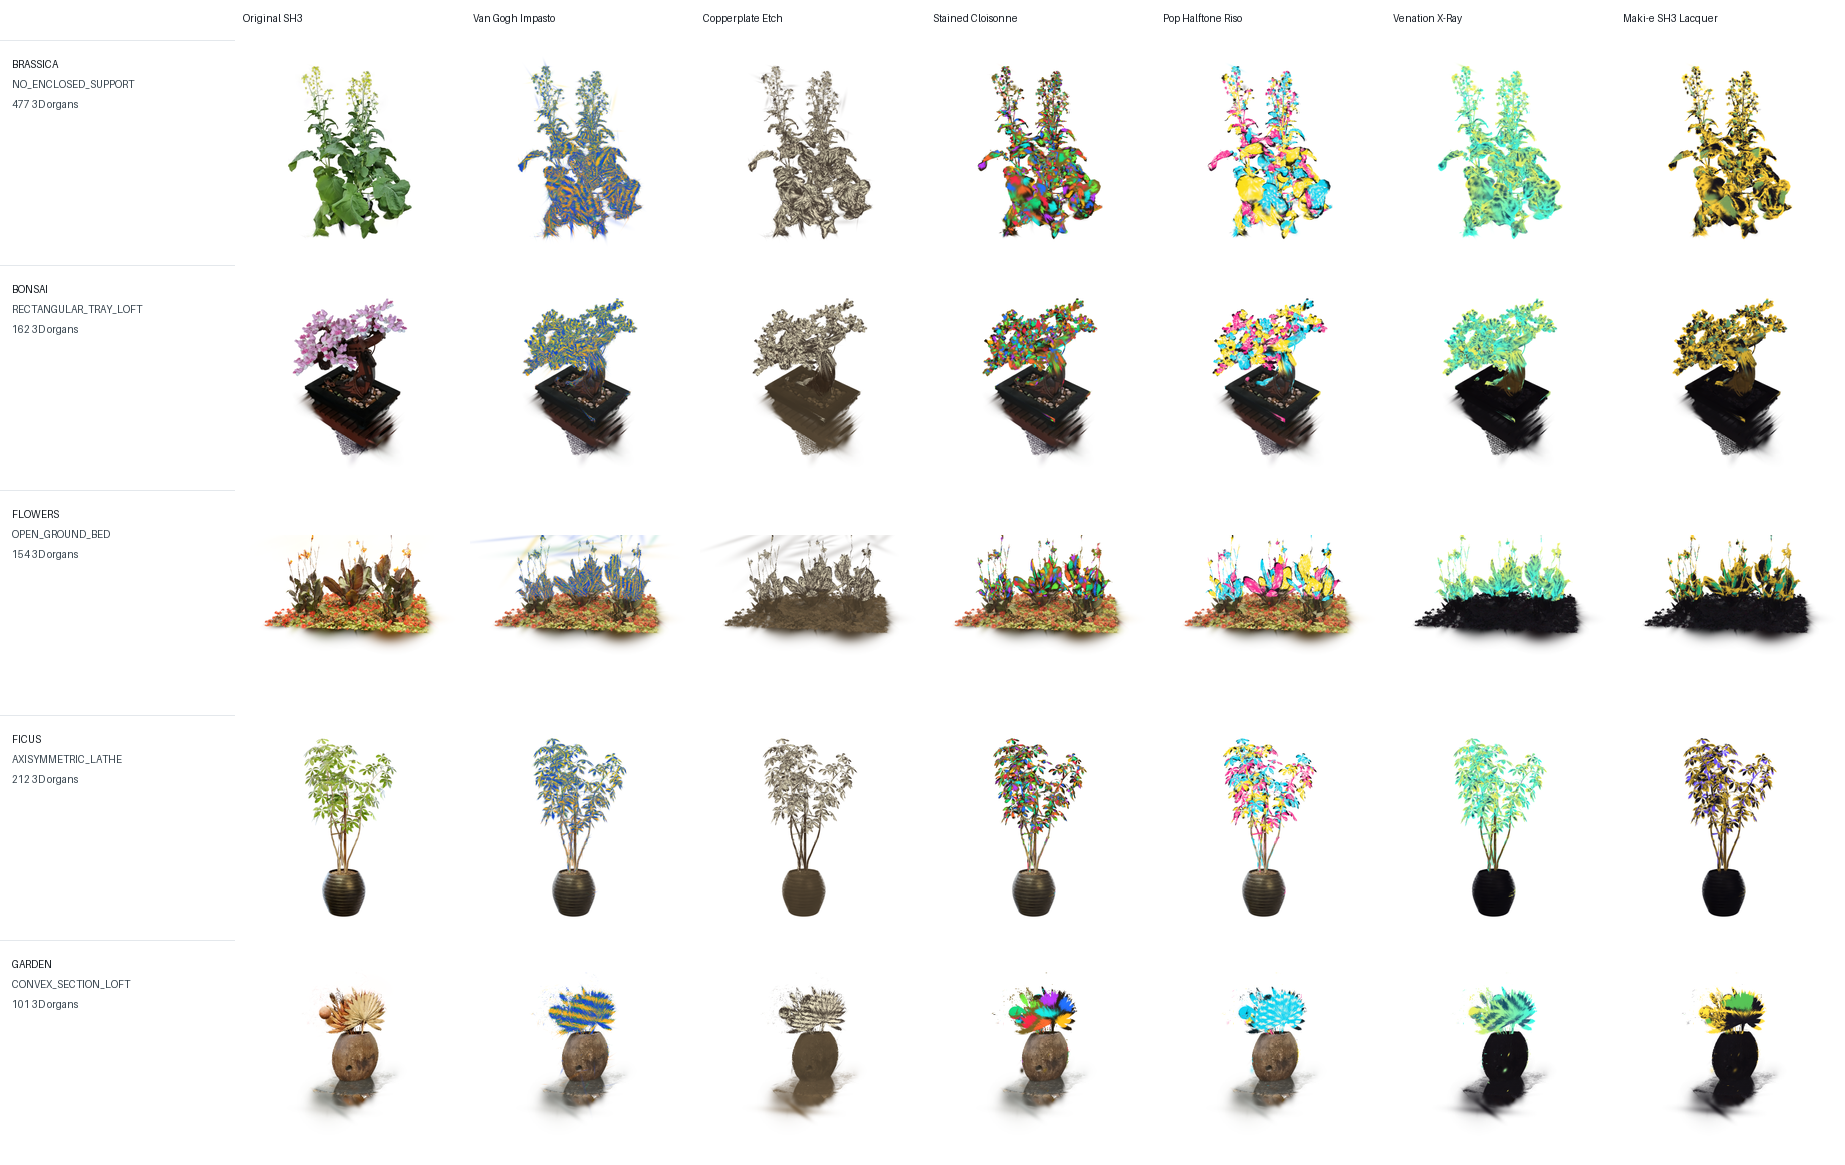 Original SH3
Van Gogh Impasto
Copperplate Etch
Stained Cloisonne
Pop Halftone Riso
Venation X-Ray
Maki-e SH3 Lacquer
BRASSICA
NO_ENCLOSED_SUPPORT
477 3D organs
BONSAI
RECTANGULAR_TRAY_LOFT
162 3D organs
FLOWERS
OPEN_GROUND_BED
154 3D organs
FICUS
AXISYMMETRIC_LATHE
212 3D organs
GARDEN
CONVEX_SECTION_LOFT
101 3D organs